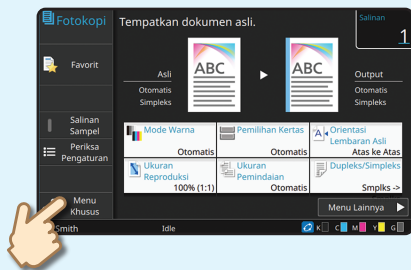 Fotokopi
Tempatkan dokumen asli.
Salinan
1
Favorit
Asli
ABC
ABC
Output
Otomatis
Simpleks
Otomatis
Simpleks
Salinan
Sampel
Periksa
Pengaturan
Menu
Khusus
Mode Warna
Otomatis
Pemilihan Kertas
Otomatis
A
Orientasi
Lembaran Asli
Atas ke Atas
Ukuran
Reproduksi
100% (1:1)
Ukuran
Pemindaian
Otomatis
Dupleks/Simpleks
Smplks ->
Menu Lainnya
Smith
Idle
K C M Y G